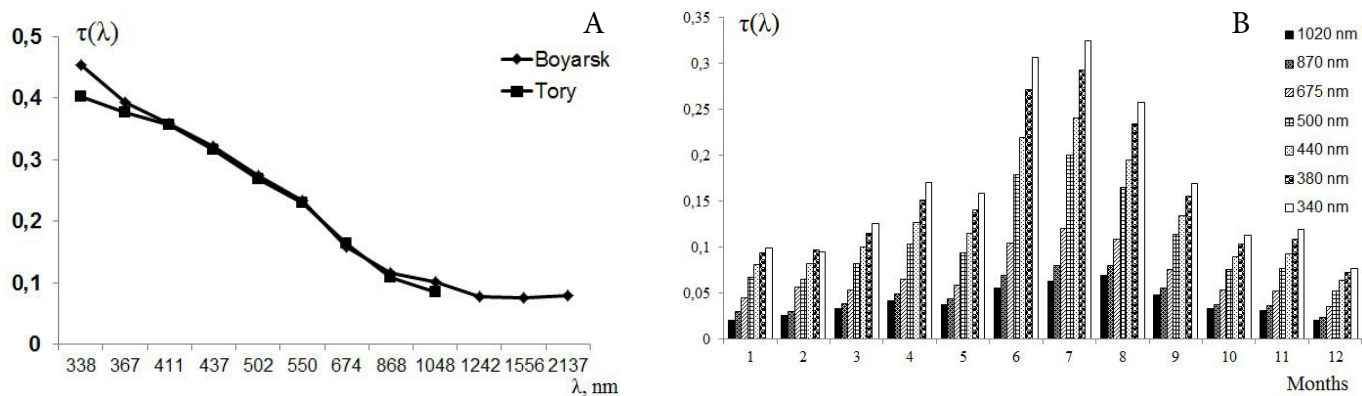 τ(λ)
A
0,5
0,4
0,3
0,2
0,1
0
Boyarsk
Tory
338 367 411 437 502 550 674 868 1048 1242 1556 2137
λ, nm
τ(λ)
B
0,35
0,3
0,25
0,2
0,15
0,1
0,05
0
1020 nm
870 nm
675 nm
500 nm
440 nm
380 nm
340 nm
1 2 3 4 5 6 7 8 9 10 11 12
Months